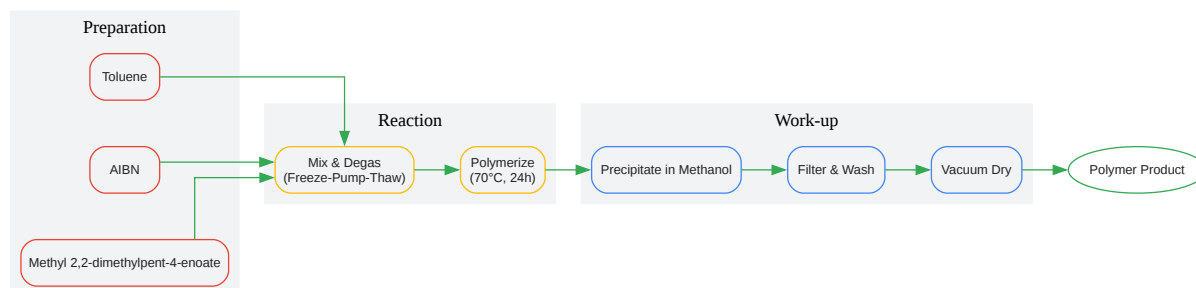 Preparation
Toluene
AIBN
Methyl 2,2-dimethylpent-4-enoate
Reaction
Mix & Degas
(Freeze-Pump-Thaw)
Polymerize
(70°C, 24h)
Work-up
Precipitate in Methanol
Filter & Wash
Vacuum Dry
Polymer Product